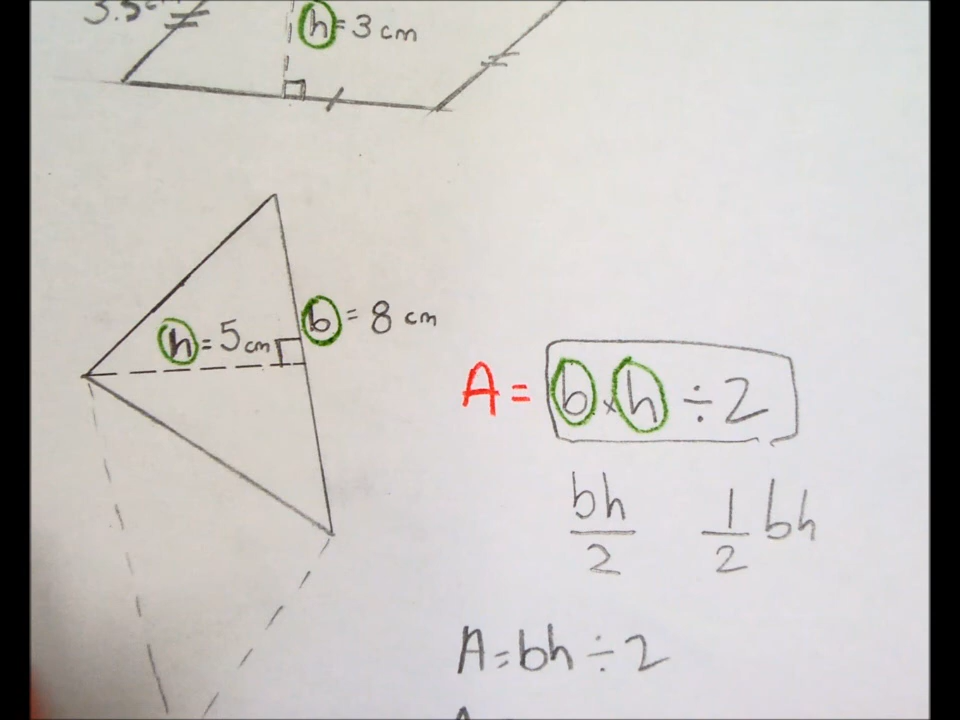 h = 3 cm
b = 8 cm
h = 5 cm
A = b x h ÷ 2
bh/2 1/2 bh
A = bh ÷ 2